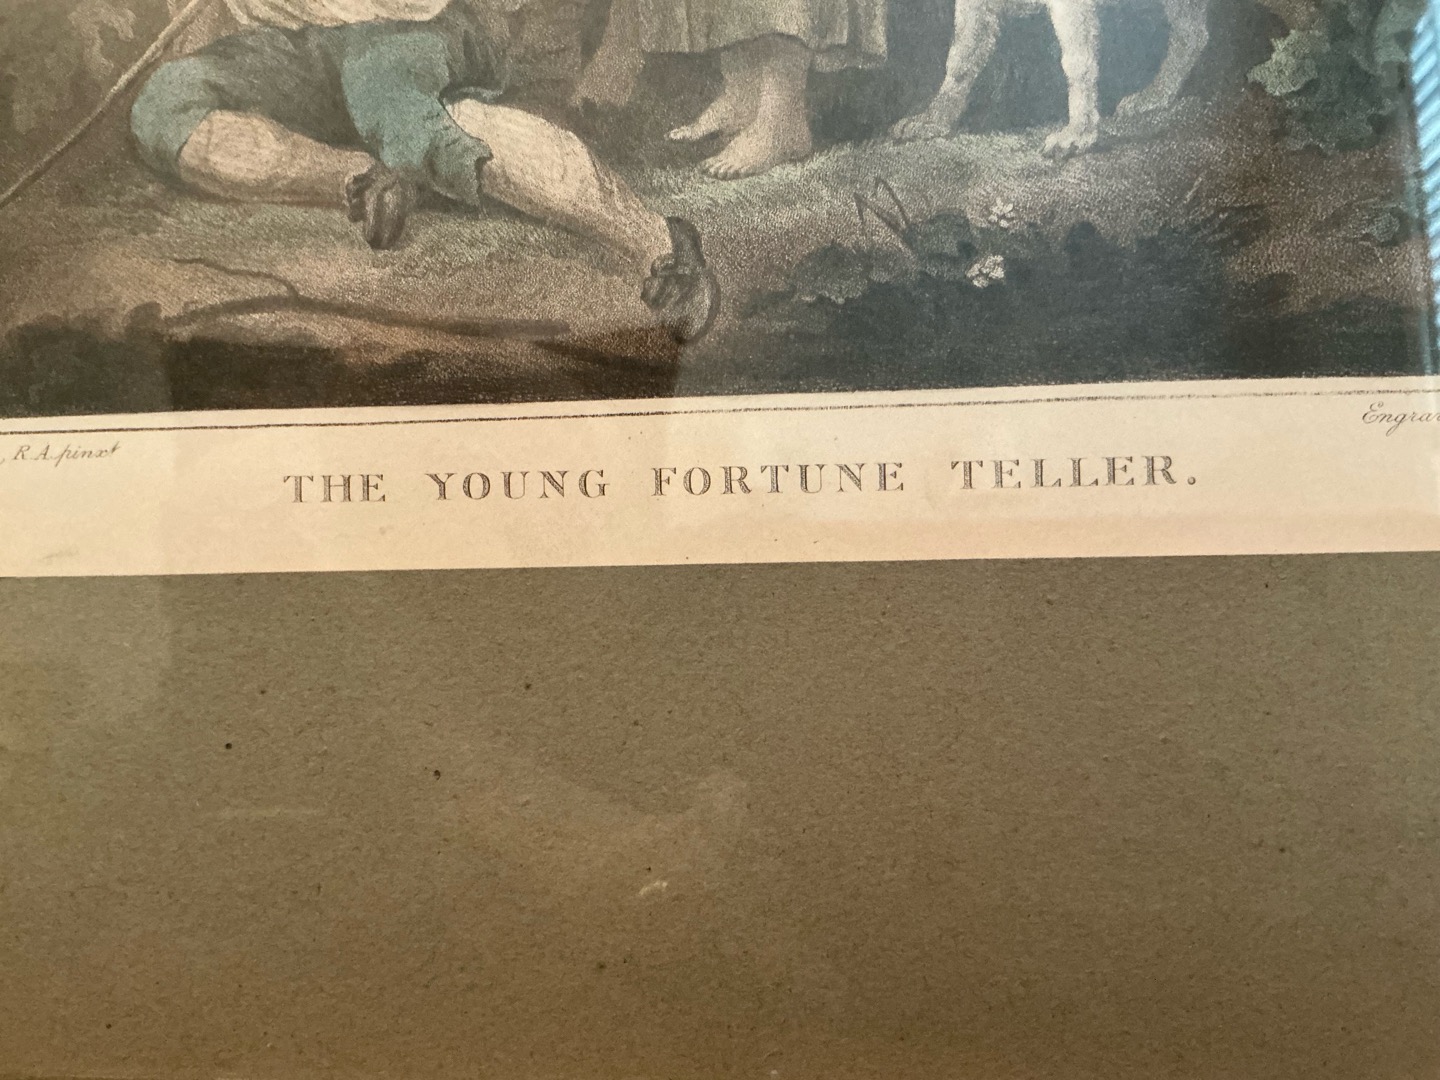 , R.A. pinxt
Engrav
THE YOUNG FORTUNE TELLER.